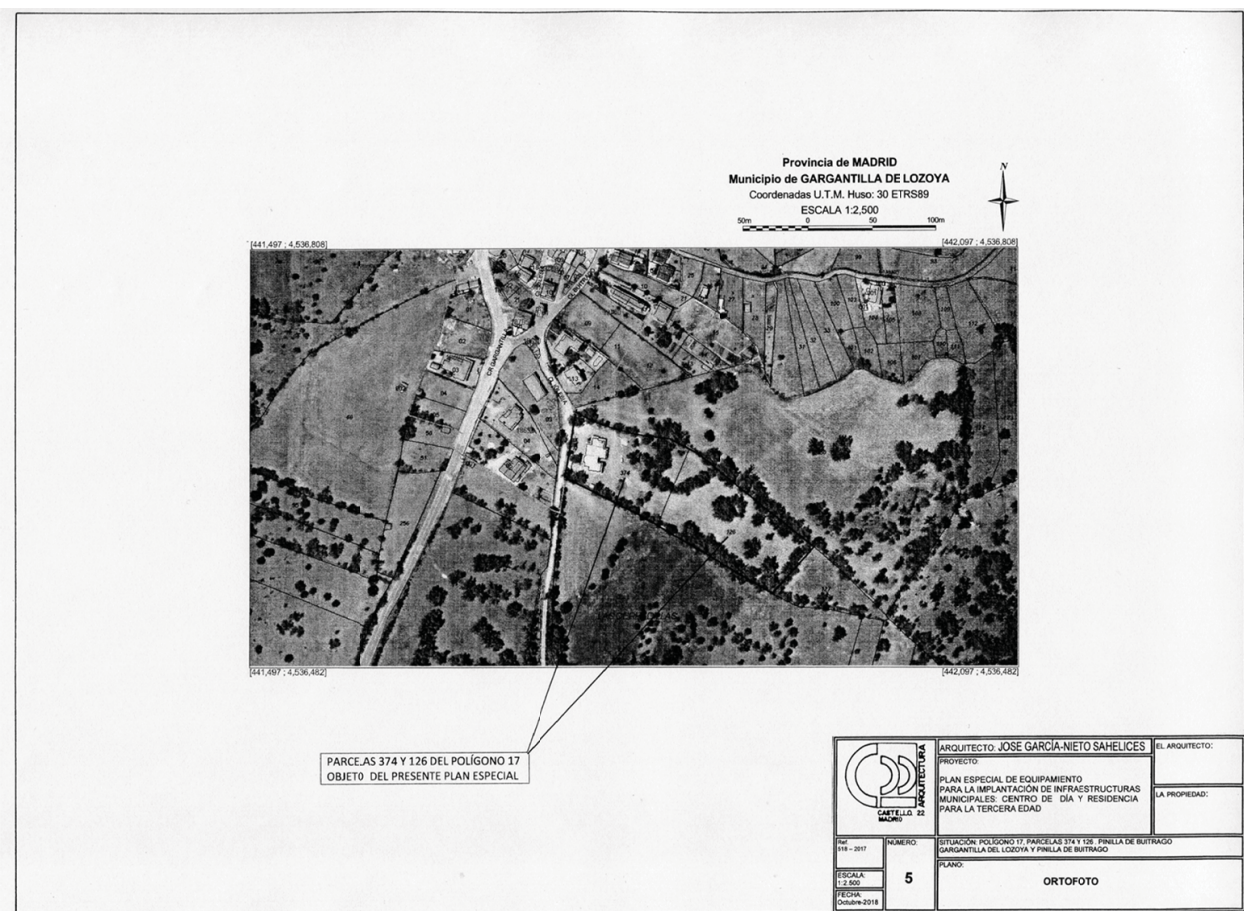 Provincia de MADRID
Municipio de GARGANTILLA DE LOZOYA
Coordenadas U.T.M. Huso: 30 ETRS89
ESCALA 1:2,500
50m 0 50 100m
N
[441,497 ; 4,536,808]
[442,097 ; 4,536,808]
374
126
[441,497 ; 4,536,482]
[442,097 ; 4,536,482]
PARCE.AS 374 Y 126 DEL POLÍGONO 17
OBJET0 DEL PRESENTE PLAN ESPECIAL
ARQUITECTURA
CASTELLO, 22
MADRID
ARQUITECTO: JOSE GARCÍA-NIETO SAHELICES
EL ARQUITECTO:
PROYECTO:
PLAN ESPECIAL DE EQUIPAMIENTO
PARA LA IMPLANTACIÓN DE INFRAESTRUCTURAS
MUNICIPALES: CENTRO DE DÍA Y RESIDENCIA
PARA LA TERCERA EDAD
LA PROPIEDAD:
Ref.
518 – 2017
NÚMERO:
5
SITUACIÓN: POLÍGONO 17, PARCELAS 374 Y 126 . PINILLA DE BUITRAGO
GARGANTILLA DEL LOZOYA Y PINILLA DE BUITRAGO
ESCALA:
1:2.500
PLANO:
ORTOFOTO
FECHA:
Octubre-2018